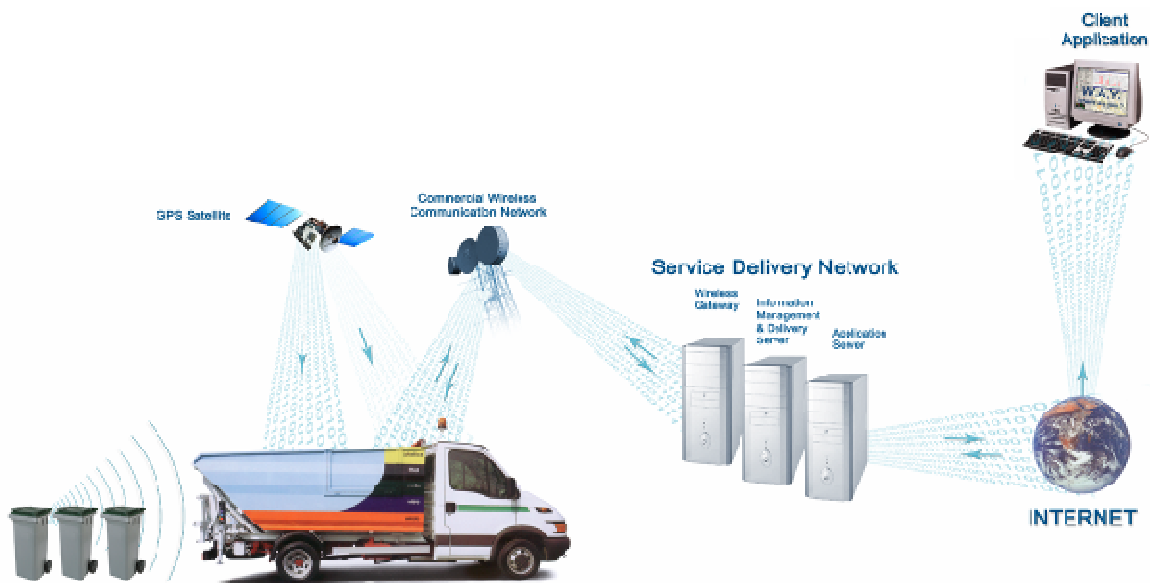 Client
Application
W.A.Y.
GPS Satellite
Commercial Wireless
Communication Network
Service Delivery Network
Wireless
Gateway
Information
Management
& Delivery
Server
Application
Server
INTERNET